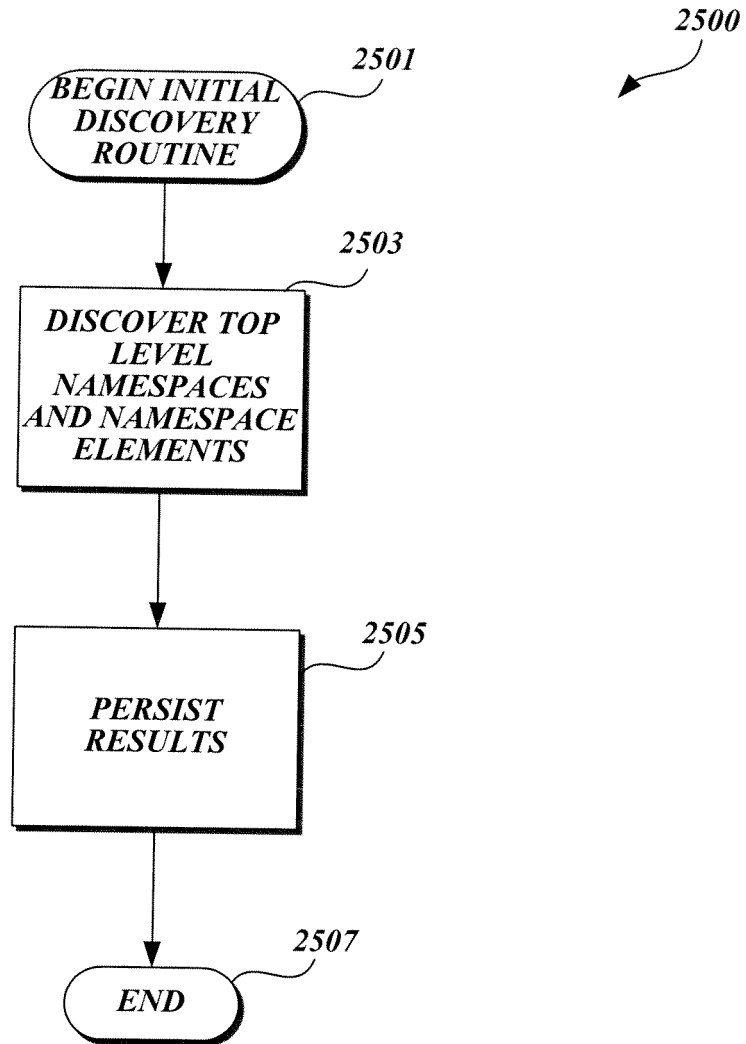 2500
2501
BEGIN INITIAL
DISCOVERY
ROUTINE
2503
DISCOVER TOP
LEVEL
NAMESPACES
AND NAMESPACE
ELEMENTS
2505
PERSIST
RESULTS
2507
END